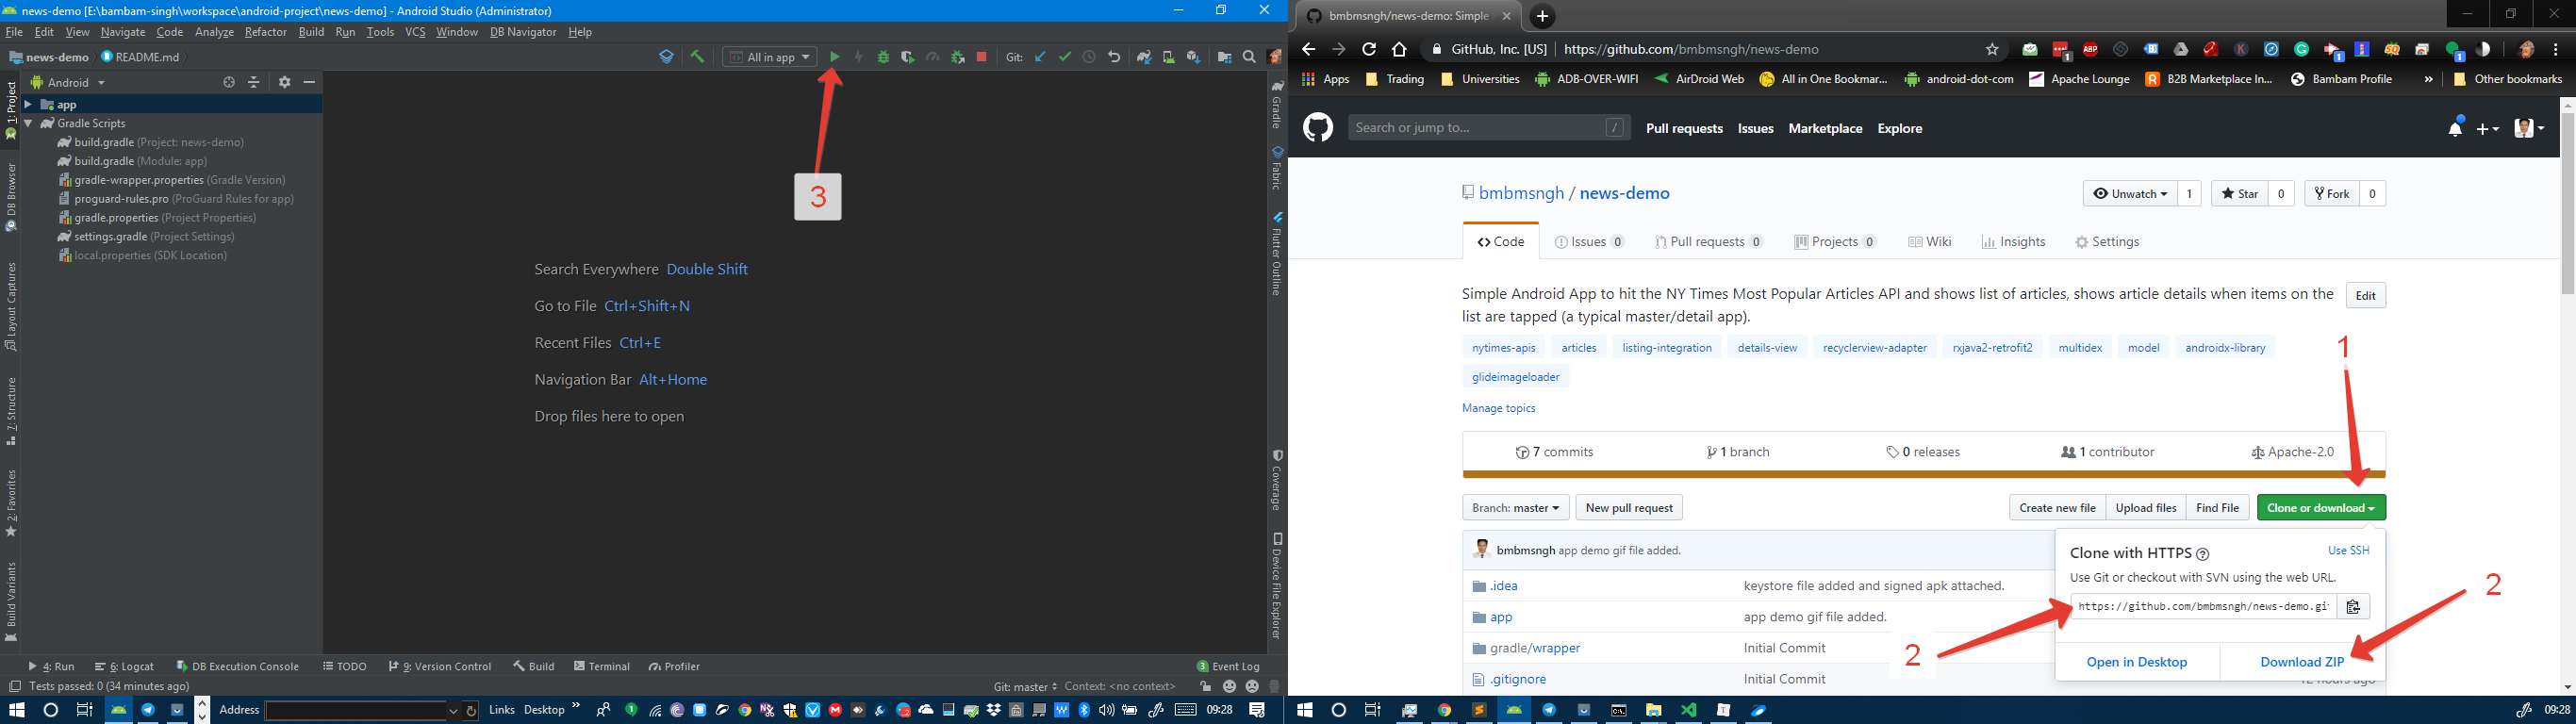 news-demo [E:\bambam-singh\workspace\android-project\news-demo] - Android Studio (Administrator)
File Edit View Navigate Code Analyze Refactor Build Run Tools VCS Window DB Navigator Help
news-demo README.md
All in app
Git:
Android
app
Gradle Scripts
build.gradle (Project: news-demo)
build.gradle (Module: app)
gradle-wrapper.properties (Gradle Version)
proguard-rules.pro (ProGuard Rules for app)
gradle.properties (Project Properties)
settings.gradle (Project Settings)
local.properties (SDK Location)
1: Project
DB Browser
Layout Captures
7: Structure
2: Favorites
Build Variants
3
Search Everywhere Double Shift
Go to File Ctrl+Shift+N
Recent Files Ctrl+E
Navigation Bar Alt+Home
Drop files here to open
Gradle
Fabric
Flutter Outline
Coverage
Device File Explorer
4: Run 6: Logcat DB Execution Console TODO 9: Version Control Build Terminal Profiler
3 Event Log
Tests passed: 0 (34 minutes ago)
Git: master Context: <no context>
Address Links Desktop »
09:28
bmbmsngh/news-demo: Simple
GitHub, Inc. [US] https://github.com/bmbmsngh/news-demo
Apps Trading Universities ADB-OVER-WIFI AirDroid Web All in One Bookmar... android-dot-com Apache Lounge B2B Marketplace In... Bambam Profile » Other bookmarks
Search or jump to... /
Pull requests Issues Marketplace Explore
bmbmsngh / news-demo
Unwatch 1 Star 0 Fork 0
Code Issues 0 Pull requests 0 Projects 0 Wiki Insights Settings
Simple Android App to hit the NY Times Most Popular Articles API and shows list of articles, shows article details when items on the
list are tapped (a typical master/detail app).
Edit
nytimes-apis articles listing-integration details-view recyclerview-adapter rxjava2-retrofit2 multidex model androidx-library
glideimageloader
Manage topics
1
7 commits 1 branch 0 releases 1 contributor Apache-2.0
Branch: master New pull request Create new file Upload files Find File Clone or download
bmbmsngh app demo gif file added.
.idea keystore file added and signed apk attached.
app app demo gif file added.
gradle/wrapper Initial Commit
.gitignore Initial Commit
Clone with HTTPS Use SSH
Use Git or checkout with SVN using the web URL.
https://github.com/bmbmsngh/news-demo.gi
Open in Desktop Download ZIP
2
2
12 hours ago
09:28